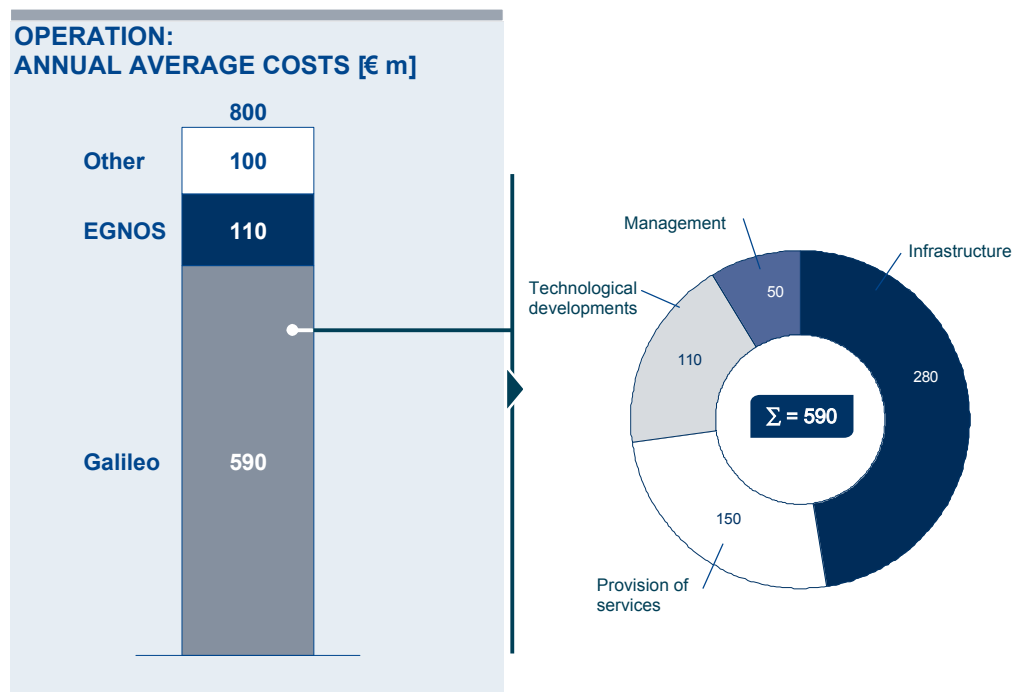 OPERATION:
ANNUAL AVERAGE COSTS [€ m]
800
Other
100
EGNOS
110
Galileo
590
Management
Infrastructure
Technological
developments
50
110
280
Σ = 590
150
Provision of
services